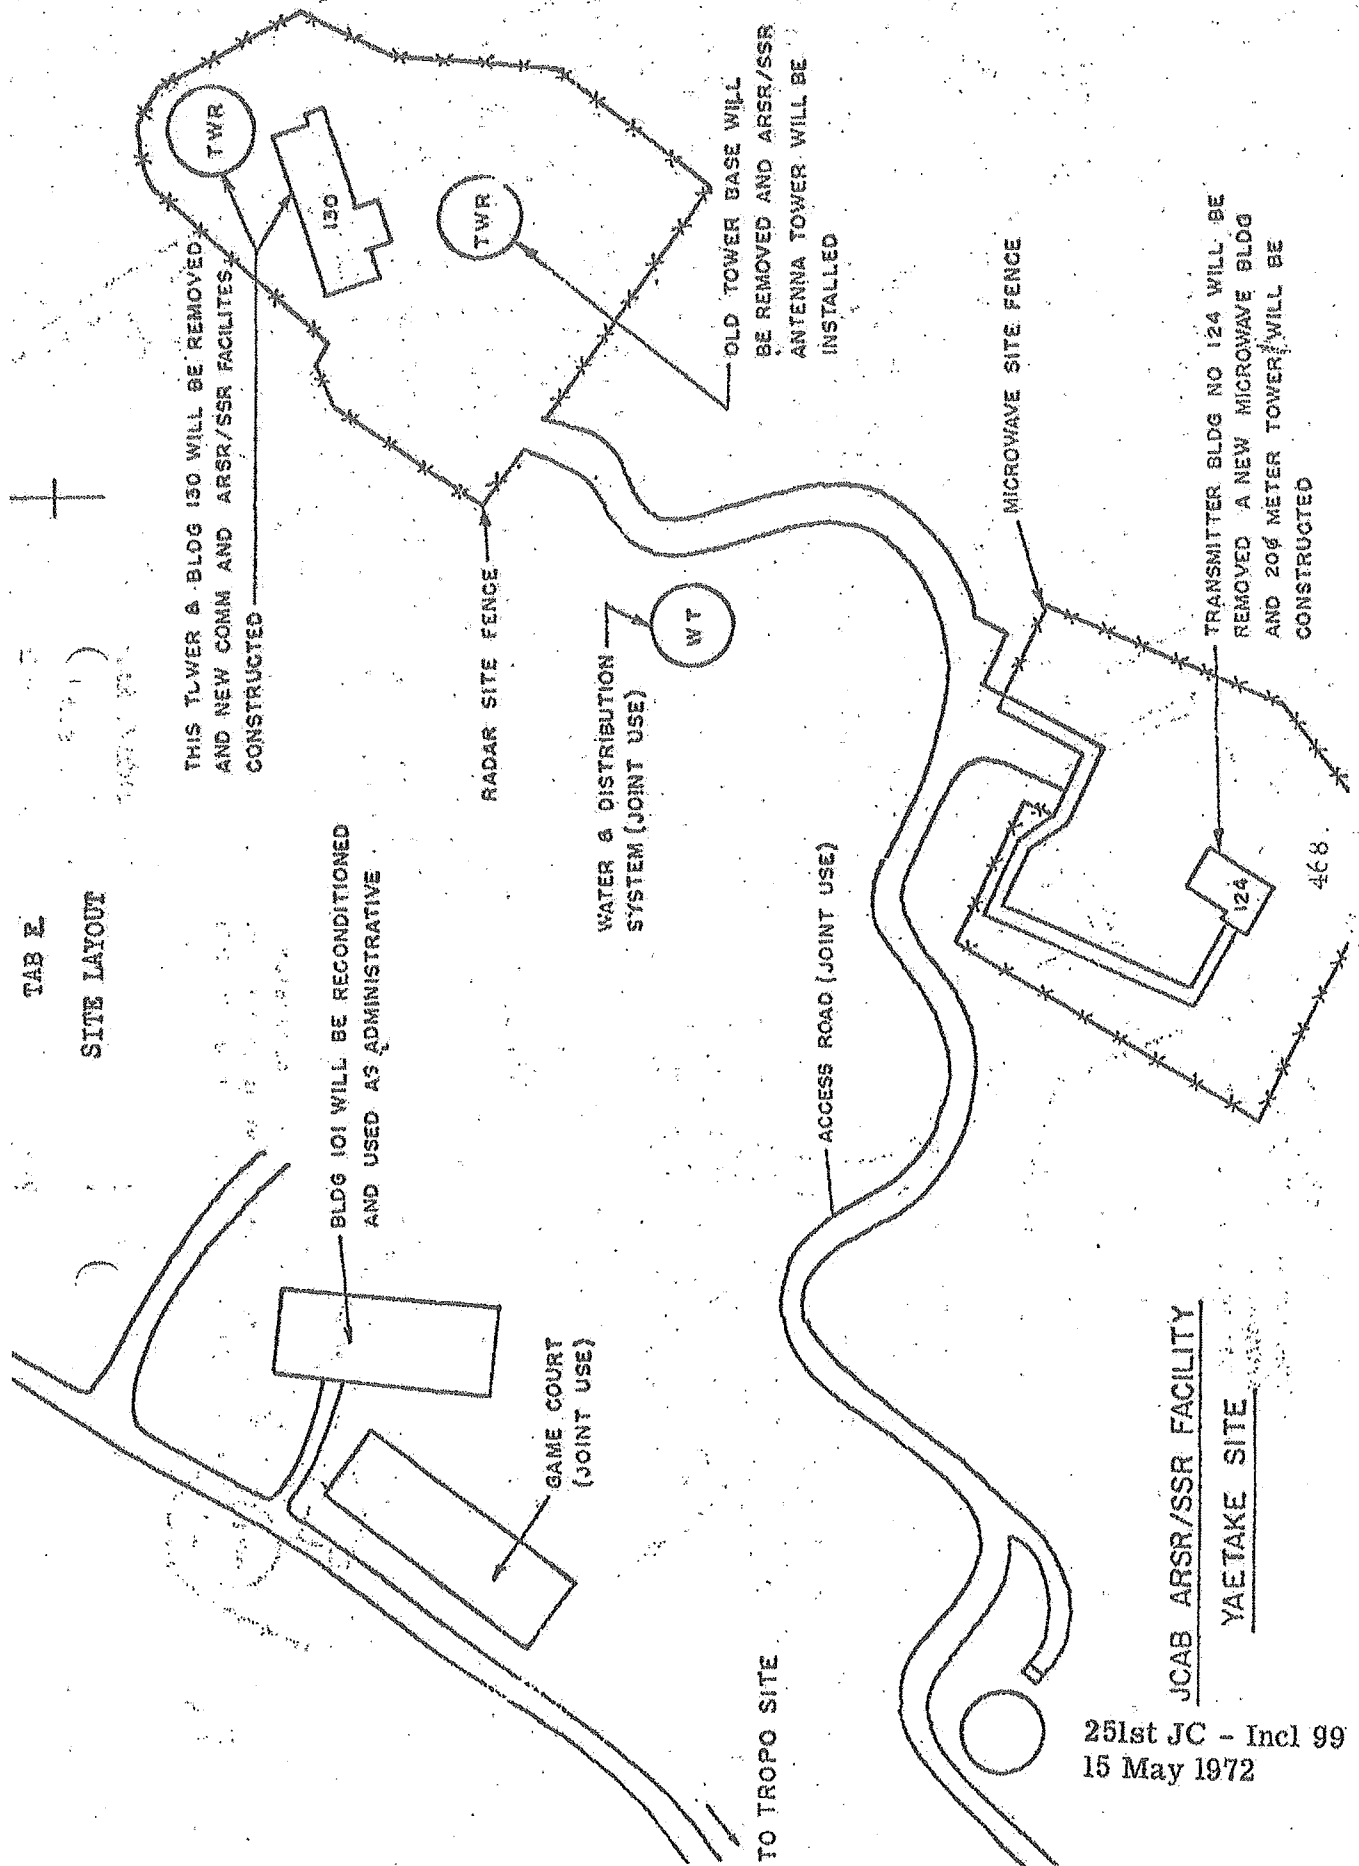 TAB E
SITE LAYOUT
THIS TOWER & BLDG 130 WILL BE REMOVED
AND NEW COMM AND ARSR/SSR FACILITES
CONSTRUCTED
TWR
130
TWR
OLD TOWER BASE WILL
BE REMOVED AND ARSR/SSR
ANTENNA TOWER WILL BE
INSTALLED
BLDG 101 WILL BE RECONDITIONED
AND USED AS ADMINISTRATIVE
RADAR SITE FENCE
GAME COURT
(JOINT USE)
WATER & DISTRIBUTION
SYSTEM (JOINT USE)
WT
TO TROPO SITE
ACCESS ROAD (JOINT USE)
MICROWAVE SITE FENCE
TRANSMITTER BLDG NO 124 WILL BE
REMOVED A NEW MICROWAVE BLDG
AND METER TOWER WILL BE
CONSTRUCTED
124
468.
JCAB ARSR/SSR FACILITY
YAETAKE SITE
251st JC - Incl 99
15 May 1972